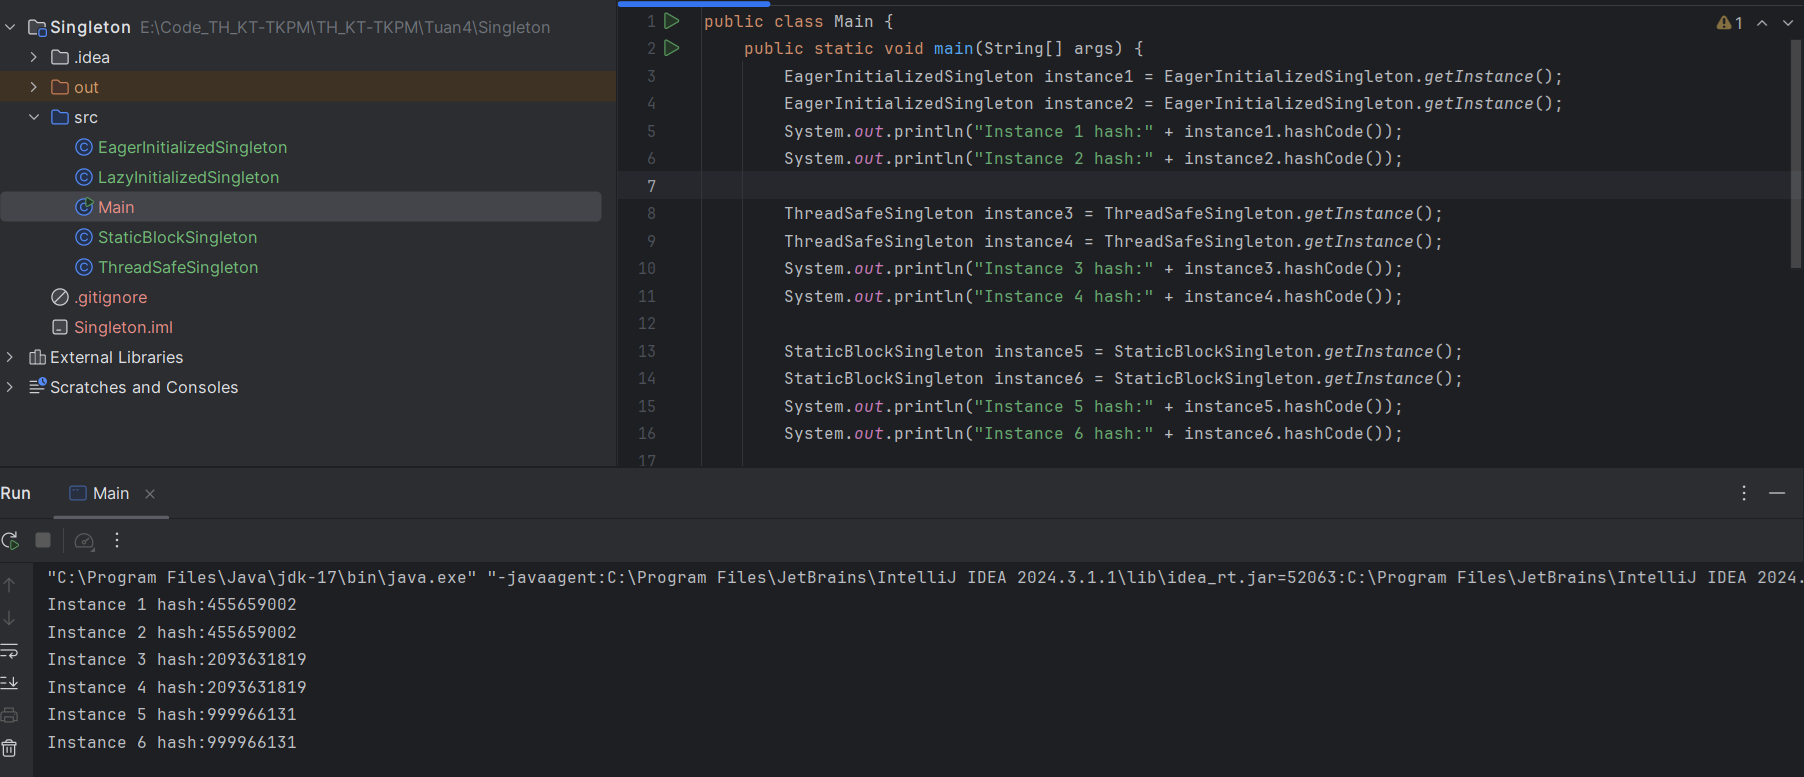 Singleton E:\Code_TH_KT-TKPM\TH_KT-TKPM\Tuan4\Singleton
.idea
out
src
EagerInitializedSingleton
LazyInitializedSingleton
Main
StaticBlockSingleton
ThreadSafeSingleton
.gitignore
Singleton.iml
External Libraries
Scratches and Consoles
1 public class Main {
2 public static void main(String[] args) {
3 EagerInitializedSingleton instance1 = EagerInitializedSingleton.getInstance();
4 EagerInitializedSingleton instance2 = EagerInitializedSingleton.getInstance();
5 System.out.println("Instance 1 hash:" + instance1.hashCode());
6 System.out.println("Instance 2 hash:" + instance2.hashCode());
7
8 ThreadSafeSingleton instance3 = ThreadSafeSingleton.getInstance();
9 ThreadSafeSingleton instance4 = ThreadSafeSingleton.getInstance();
10 System.out.println("Instance 3 hash:" + instance3.hashCode());
11 System.out.println("Instance 4 hash:" + instance4.hashCode());
12
13 StaticBlockSingleton instance5 = StaticBlockSingleton.getInstance();
14 StaticBlockSingleton instance6 = StaticBlockSingleton.getInstance();
15 System.out.println("Instance 5 hash:" + instance5.hashCode());
16 System.out.println("Instance 6 hash:" + instance6.hashCode());
17
1
Run Main
"C:\Program Files\Java\jdk-17\bin\java.exe" "-javaagent:C:\Program Files\JetBrains\IntelliJ IDEA 2024.3.1.1\lib\idea_rt.jar=52063:C:\Program Files\JetBrains\IntelliJ IDEA 2024.
Instance 1 hash:455659002
Instance 2 hash:455659002
Instance 3 hash:2093631819
Instance 4 hash:2093631819
Instance 5 hash:999966131
Instance 6 hash:999966131